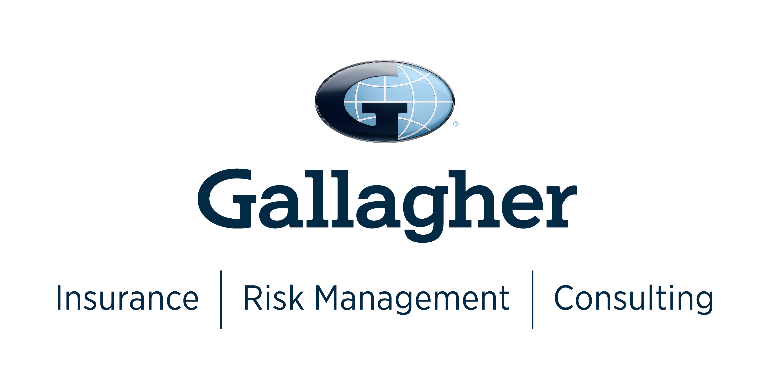 G
®
Gallagher
Insurance | Risk Management | Consulting